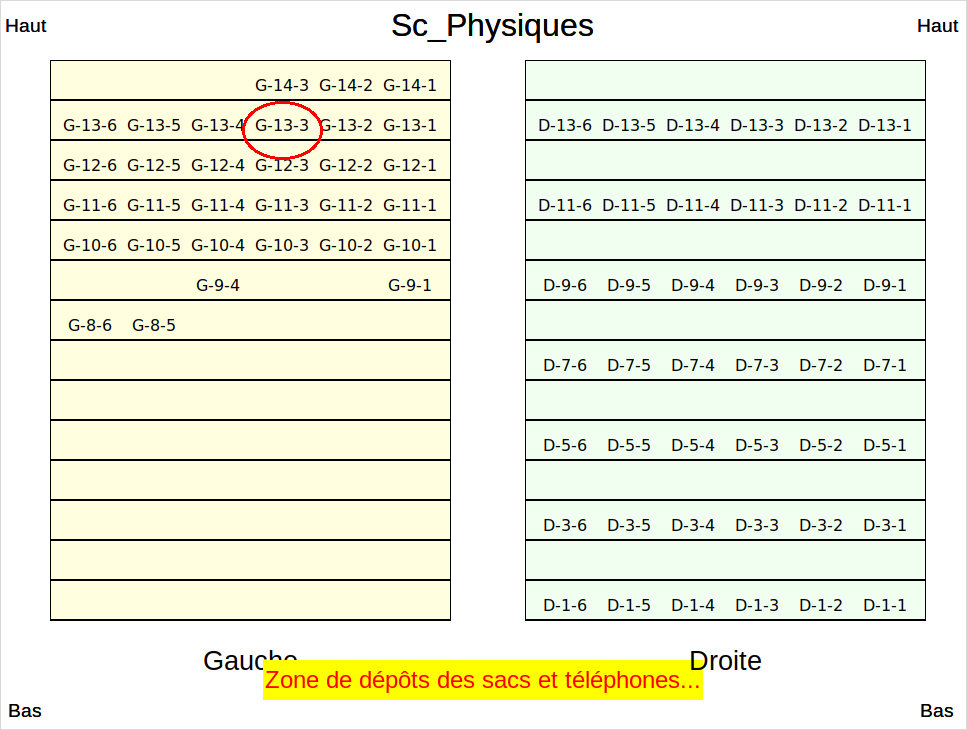 Haut Sc_Physiques Haut
G-14-3 G-14-2 G-14-1
G-13-6 G-13-5 G-13-4 G-13-3 G-13-2 G-13-1 D-13-6 D-13-5 D-13-4 D-13-3 D-13-2 D-13-1
G-12-6 G-12-5 G-12-4 G-12-3 G-12-2 G-12-1
G-11-6 G-11-5 G-11-4 G-11-3 G-11-2 G-11-1 D-11-6 D-11-5 D-11-4 D-11-3 D-11-2 D-11-1
G-10-6 G-10-5 G-10-4 G-10-3 G-10-2 G-10-1
G-9-4 G-9-1 D-9-6 D-9-5 D-9-4 D-9-3 D-9-2 D-9-1
G-8-6 G-8-5
D-7-6 D-7-5 D-7-4 D-7-3 D-7-2 D-7-1
D-5-6 D-5-5 D-5-4 D-5-3 D-5-2 D-5-1
D-3-6 D-3-5 D-3-4 D-3-3 D-3-2 D-3-1
D-1-6 D-1-5 D-1-4 D-1-3 D-1-2 D-1-1
Gauche Droite
Zone de dépôts des sacs et téléphones...
Bas Bas